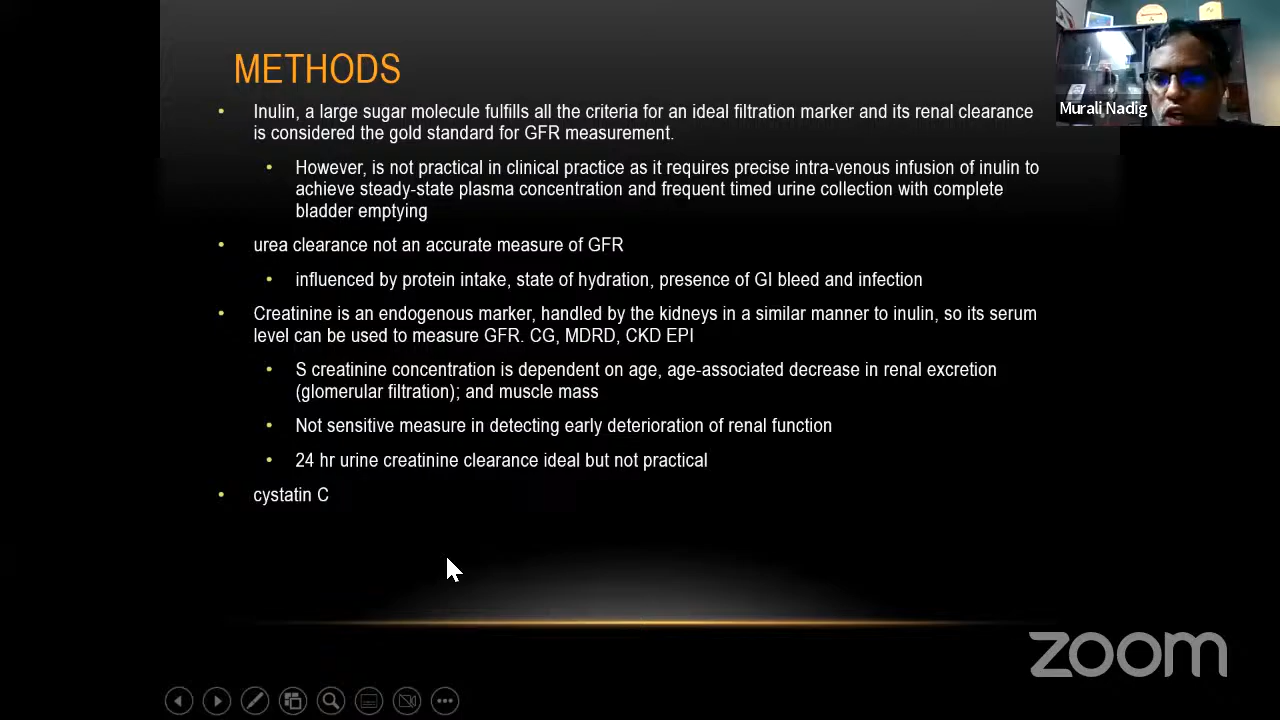 METHODS
Inulin, a large sugar molecule fulfills all the criteria for an ideal filtration marker and its renal clearance
is considered the gold standard for GFR measurement.
However, is not practical in clinical practice as it requires precise intra-venous infusion of inulin to
achieve steady-state plasma concentration and frequent timed urine collection with complete
bladder emptying
urea clearance not an accurate measure of GFR
influenced by protein intake, state of hydration, presence of GI bleed and infection
Creatinine is an endogenous marker, handled by the kidneys in a similar manner to inulin, so its serum
level can be used to measure GFR. CG, MDRD, CKD EPI
S creatinine concentration is dependent on age, age-associated decrease in renal excretion
(glomerular filtration); and muscle mass
Not sensitive measure in detecting early deterioration of renal function
24 hr urine creatinine clearance ideal but not practical
cystatin C
Murali Nadig
zoom